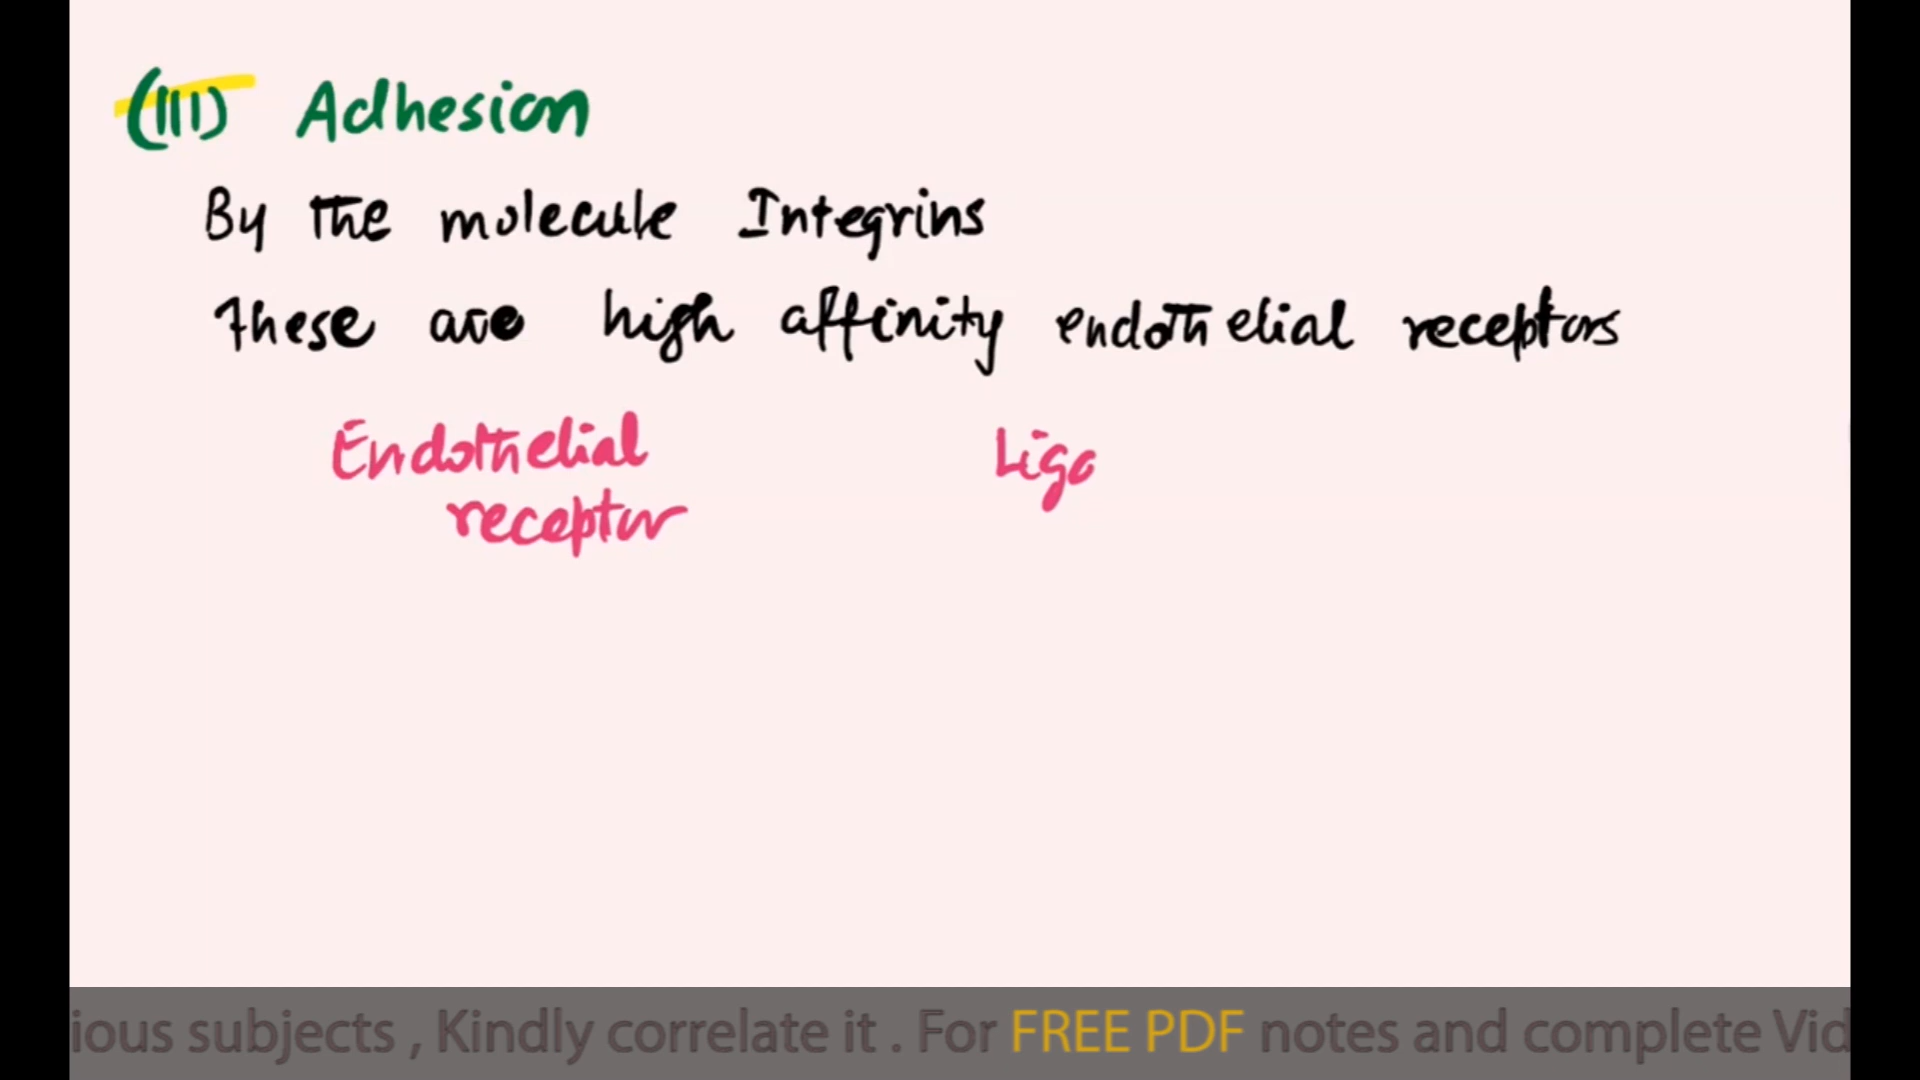 (III) Adhesion
By the molecule Integrins
These are high affinity endothelial receptors
Endothelial Liga
receptor
ious subjects , Kindly correlate it . For FREE PDF notes and complete Vid